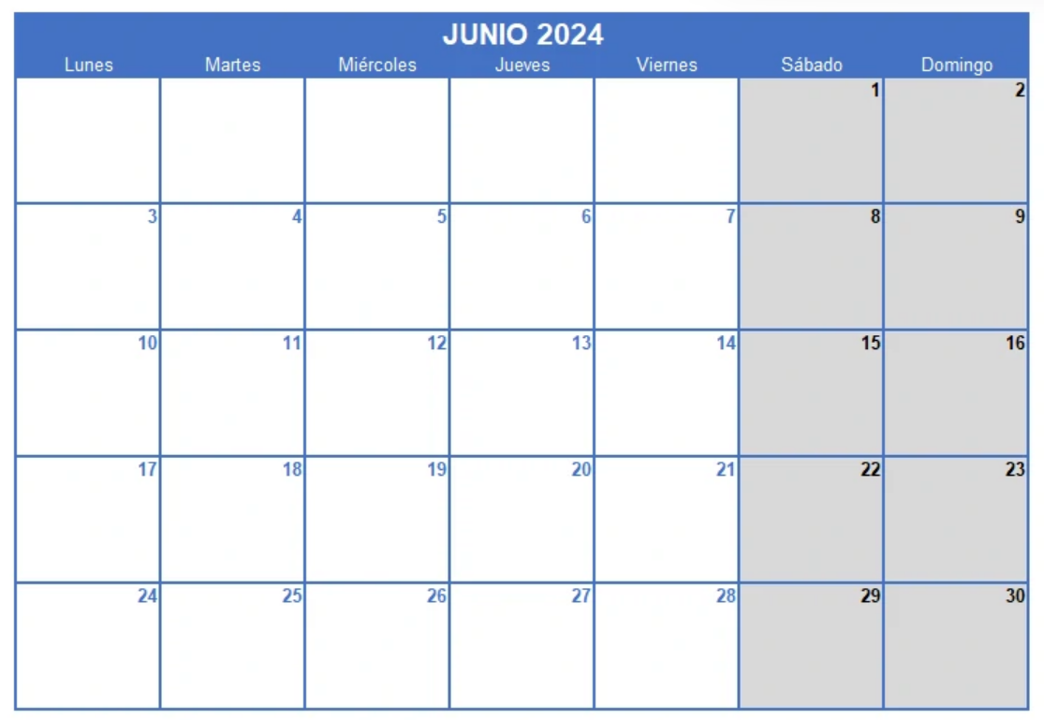 JUNIO 2024
Lunes Martes Miércoles Jueves Viernes Sábado Domingo
1 2
3 4 5 6 7 8 9
10 11 12 13 14 15 16
17 18 19 20 21 22 23
24 25 26 27 28 29 30